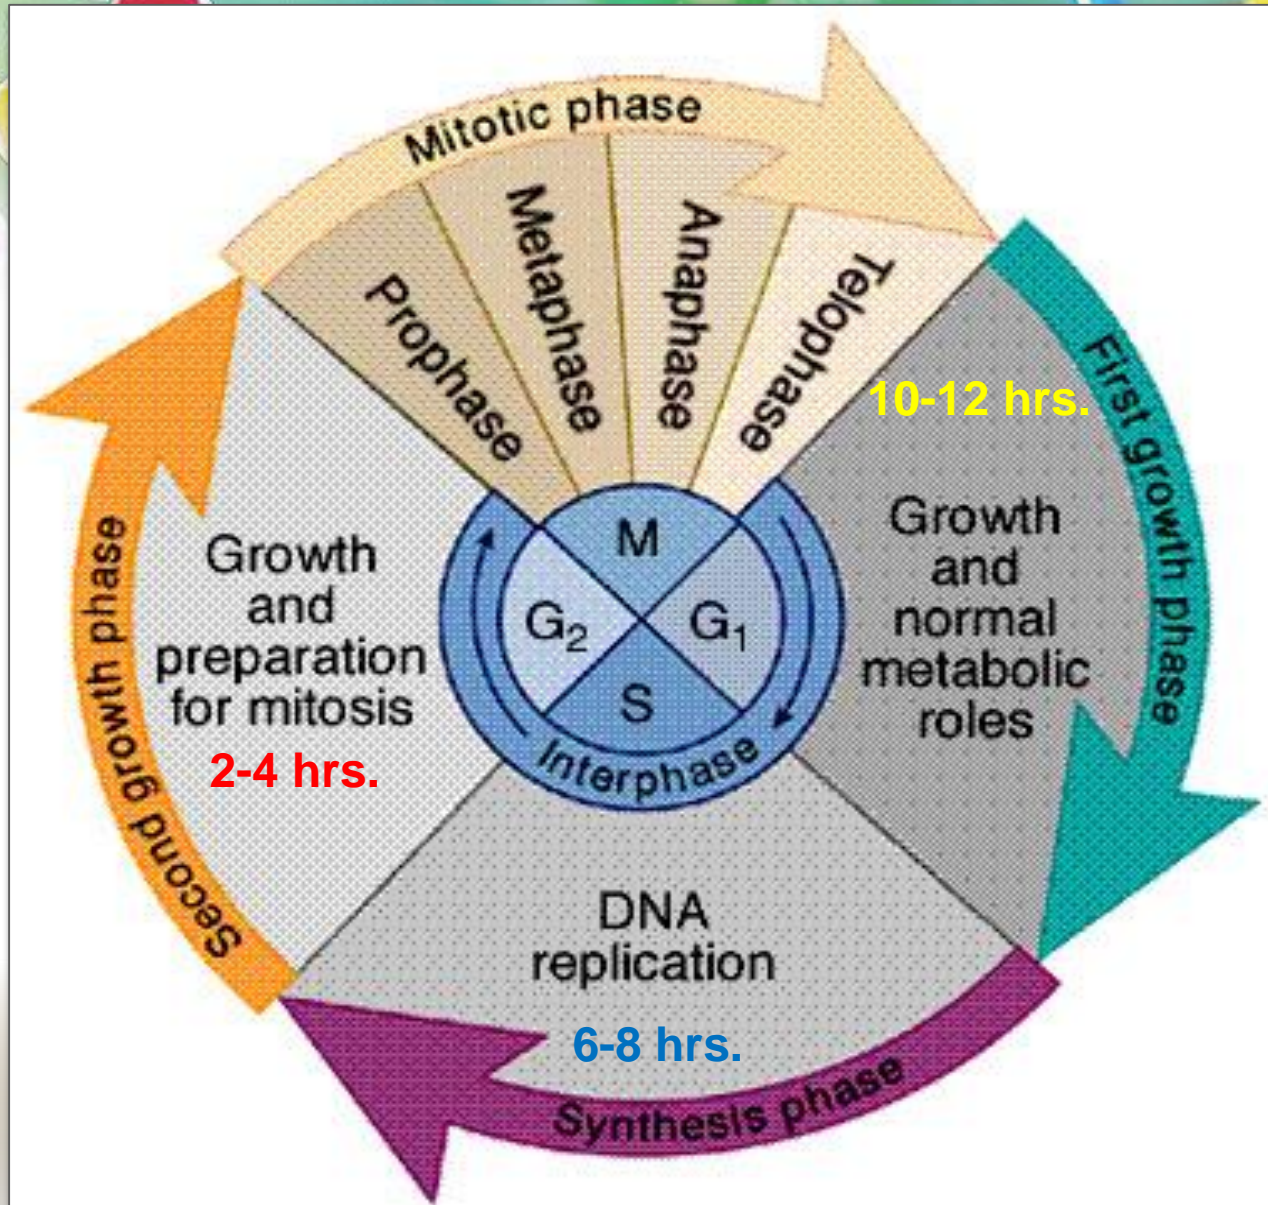 Mitotic phase
Prophase
Metaphase
Anaphase
Telophase
First growth phase
10-12 hrs.
Growth
and
normal
metabolic
roles
M
G₂
G₁
S
Interphase
Growth
and
preparation
for mitosis
2-4 hrs.
Second growth phase
DNA
replication
6-8 hrs.
Synthesis phase